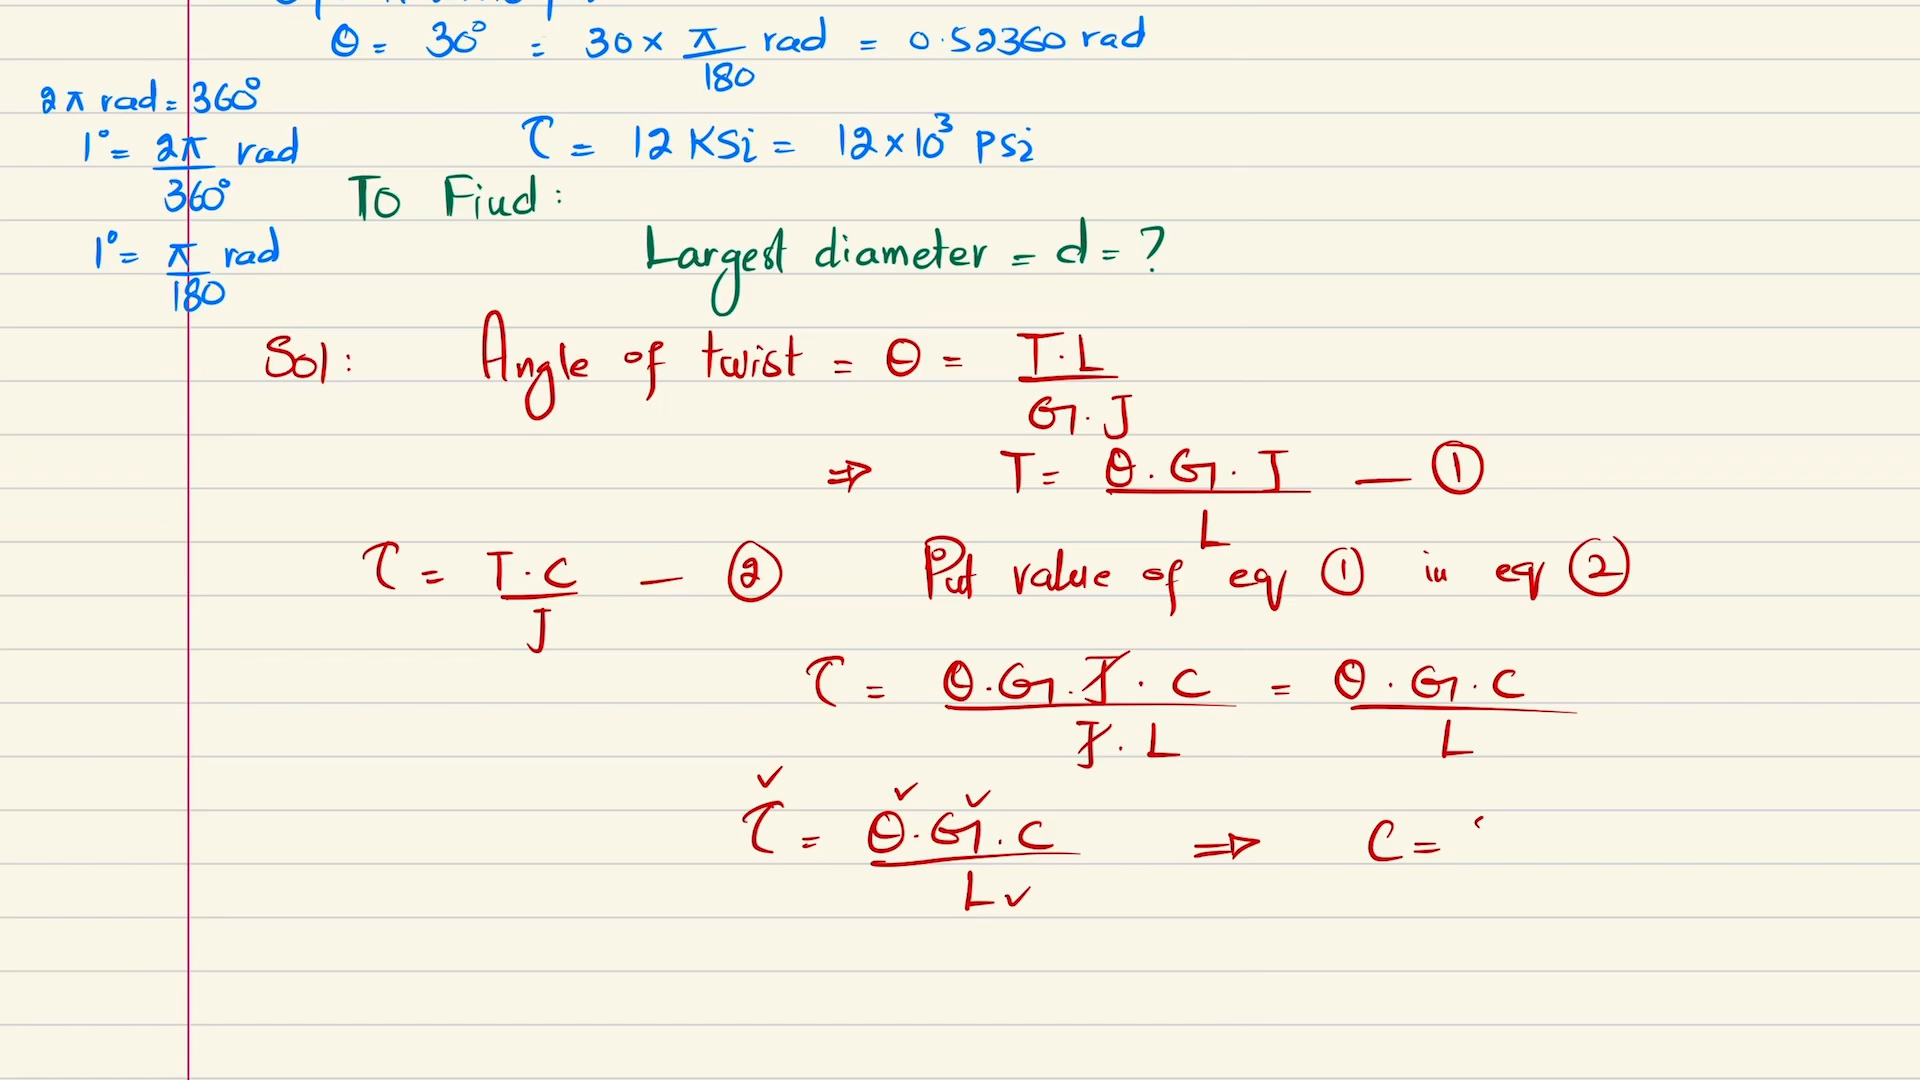 θ = 30° = 30 × π/180 rad = 0.52360 rad
2π rad = 360°
1° = 2π/360° rad
1° = π/180 rad
τ = 12 KSi = 12×10³ PSi
To Find:
Largest diameter = d = ?
Sol: Angle of twist = θ = T.L/G.J
⇒ T = θ.G.J/L — ①
τ = T.C/J — ② Put value of eq ① in eq ②
τ = θ.G.J.C/J.L = θ.G.C/L
τ = θ.G.C/L ⇒ C =